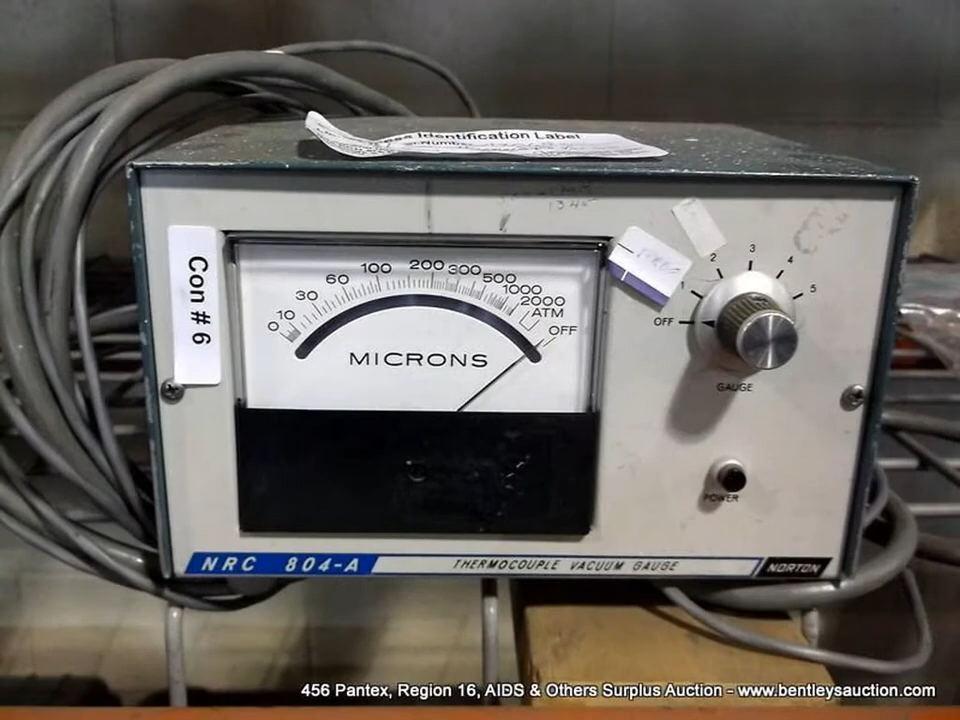 Identification Label
Number
Con # 6
0 10 30 60 100 200 300 500 1000 2000 ATM OFF
MICRONS
OFF 1 2 3 4 5
GAUGE
POWER
NRC 804-A THERMOCOUPLE VACUUM GAUGE NORTON
456 Pantex, Region 16, AIDS & Others Surplus Auction - www.bentleysauction.com